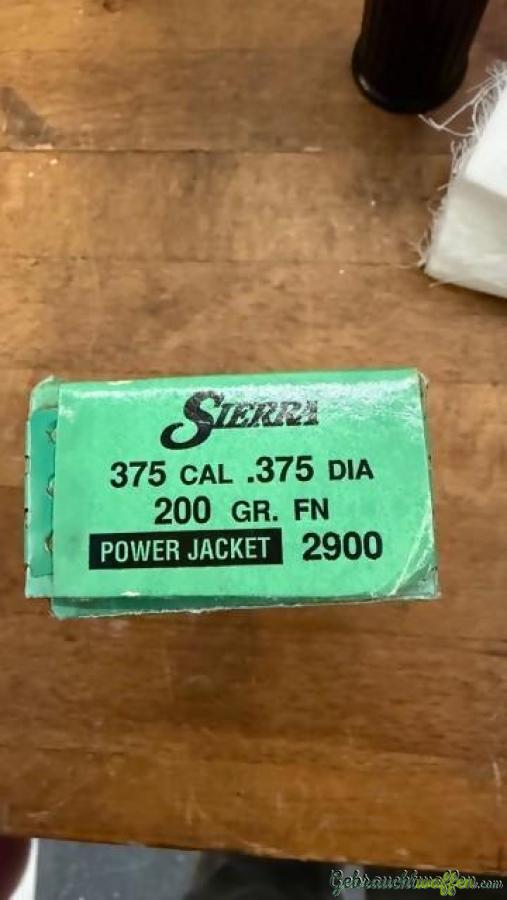 SIERRA
375 CAL .375 DIA
200 GR. FN
POWER JACKET 2900
Gebrauchtwaffen.com